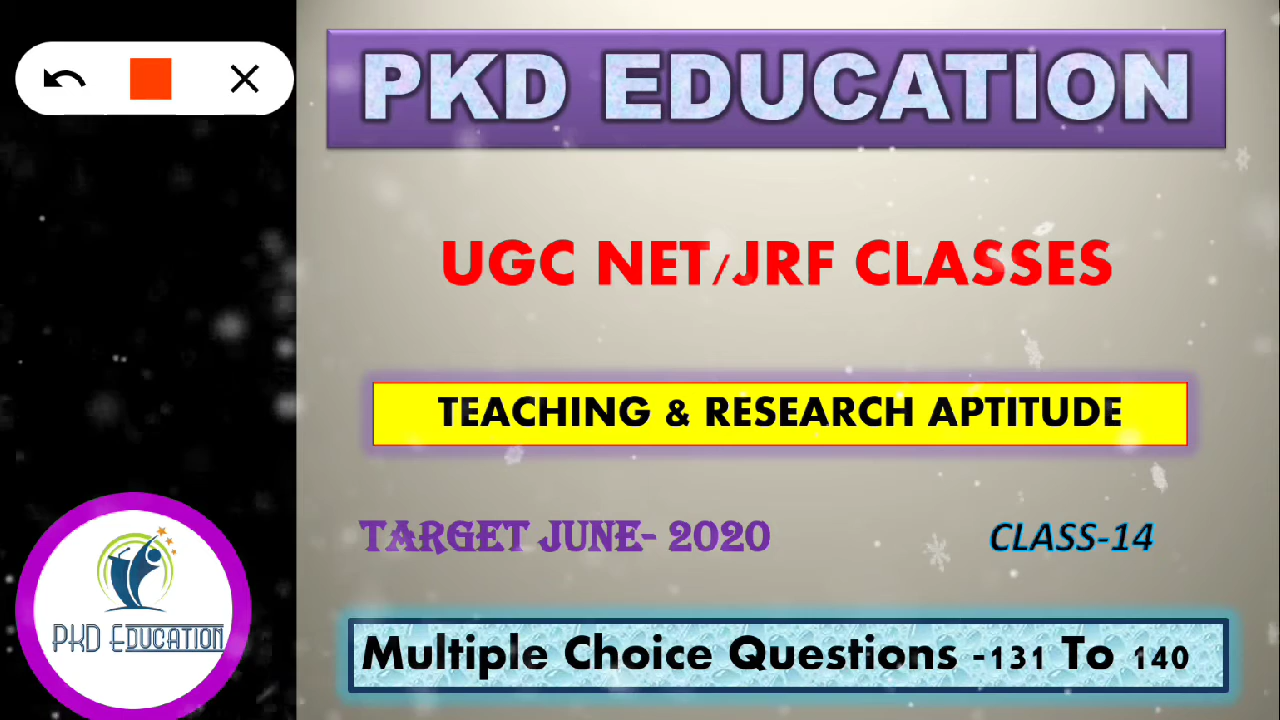 PKD EDUCATION
UGC NET/JRF CLASSES
TEACHING & RESEARCH APTITUDE
TARGET JUNE- 2020
CLASS-14
PKD EDUCATION
Multiple Choice Questions -131 To 140